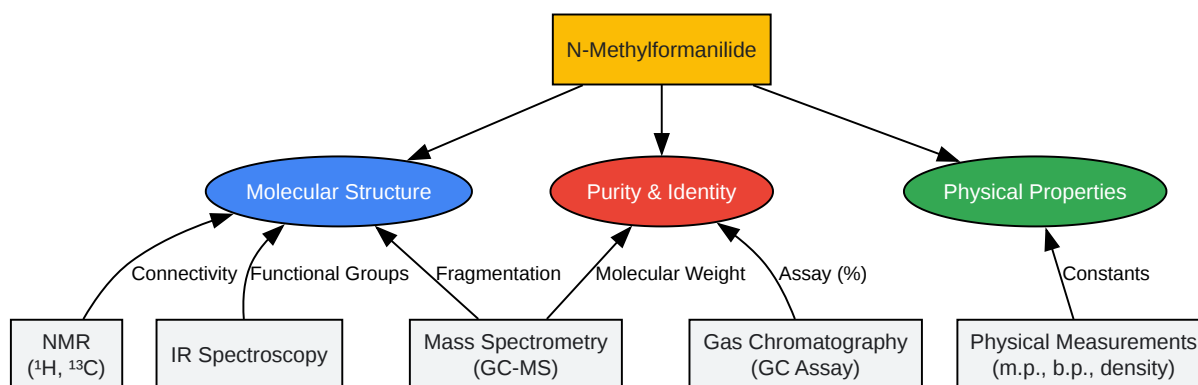 N-Methylformanilide
Molecular Structure
Purity & Identity
Physical Properties
Connectivity
Functional Groups
Fragmentation
Molecular Weight
Assay (%)
Constants
NMR
(¹H, ¹³C)
IR Spectroscopy
Mass Spectrometry
(GC-MS)
Gas Chromatography
(GC Assay)
Physical Measurements
(m.p., b.p., density)